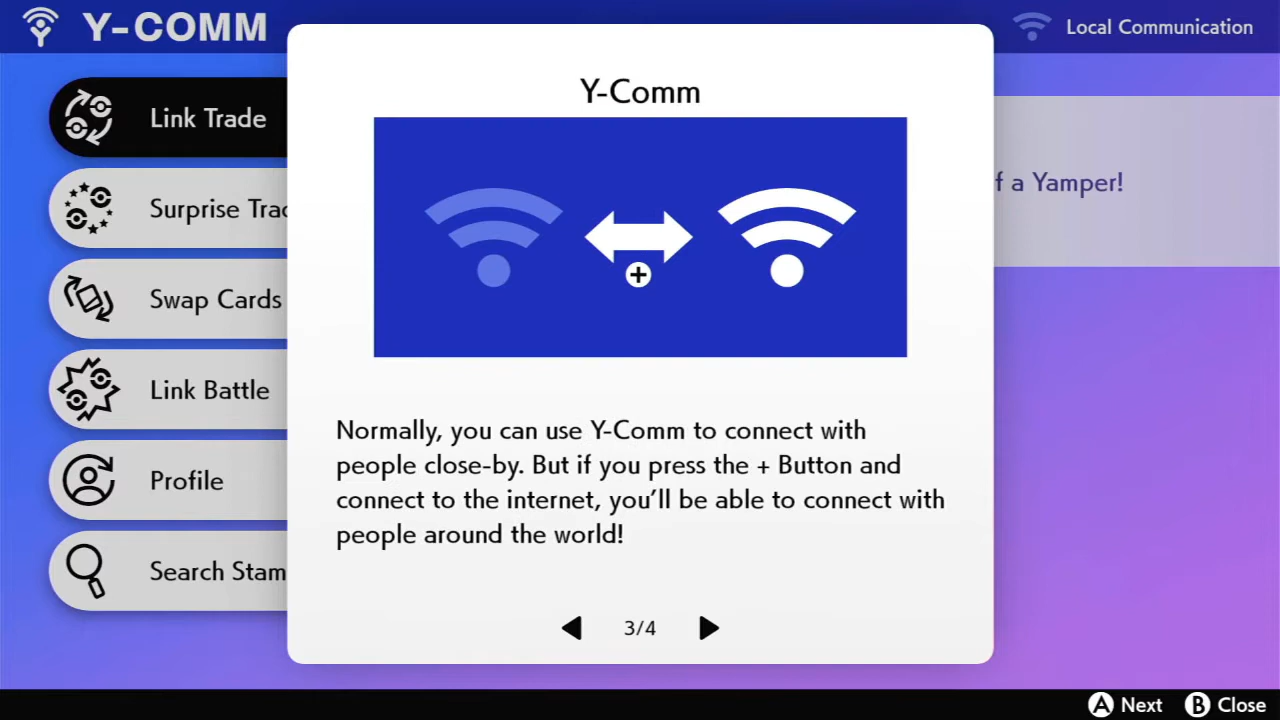 Y-COMM
Local Communication
Link Trade
Surprise Trad
Swap Cards
Link Battle
Profile
Search Stam
f a Yamper!
Y-Comm
Normally, you can use Y-Comm to connect with
people close-by. But if you press the + Button and
connect to the internet, you'll be able to connect with
people around the world!
3/4
A Next
B Close